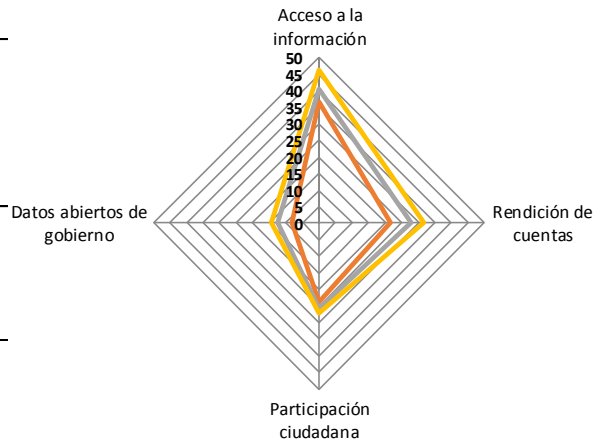 Acceso a la
información
50
45
40
35
30
25
20
15
10
5
0
Datos abiertos de
gobierno
Rendición de
cuentas
Participación
ciudadana